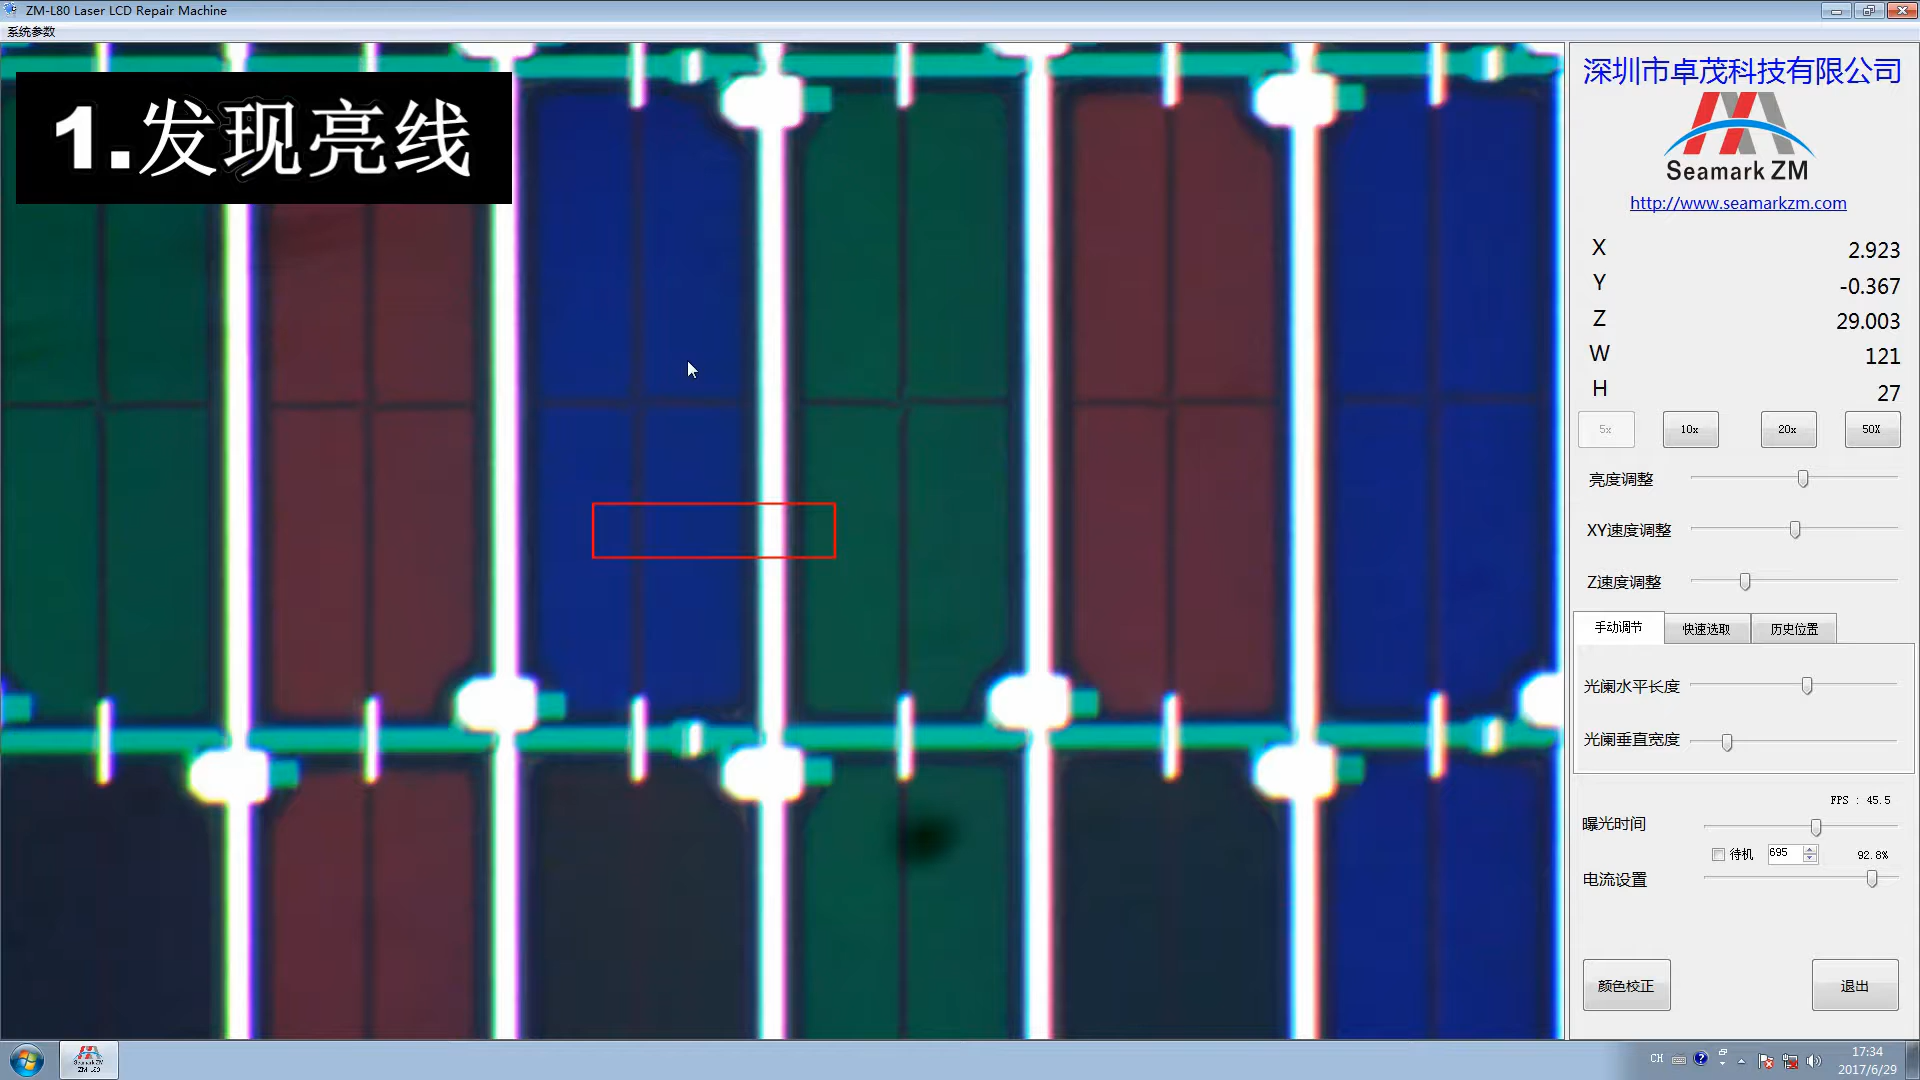 ZM-L80 Laser LCD Repair Machine
系统参数
1.发现亮线
深圳市卓茂科技有限公司
Seamark ZM
http://www.seamarkzm.com
X 2.923
Y -0.367
Z 29.003
W 121
H 27
5x 10x 20x 50X
亮度调整
XY速度调整
Z速度调整
手动调节 快速选取 历史位置
光阑水平长度
光阑垂直宽度
FPS : 45.5
曝光时间
待机 695 92.8%
电流设置
颜色校正 退出
Seamark ZM
CH
17:34
2017/6/29